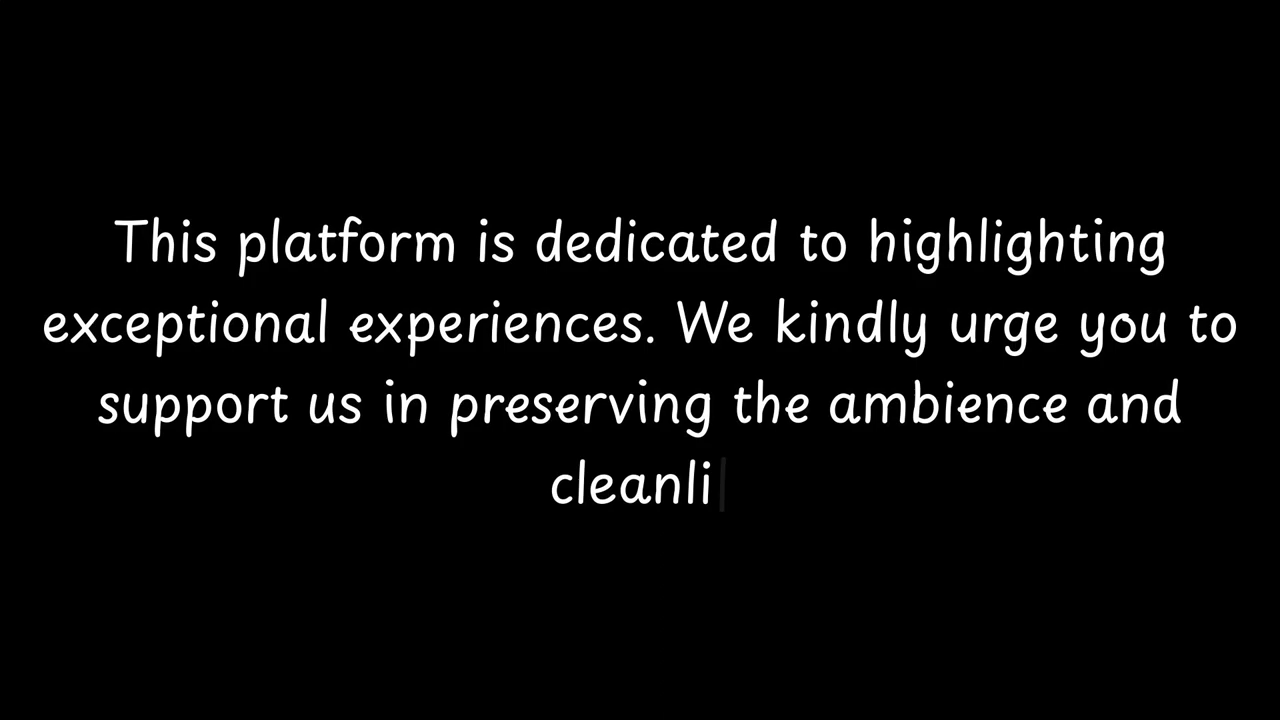 This platform is dedicated to highlighting
exceptional experiences. We kindly urge you to
support us in preserving the ambience and
cleanli